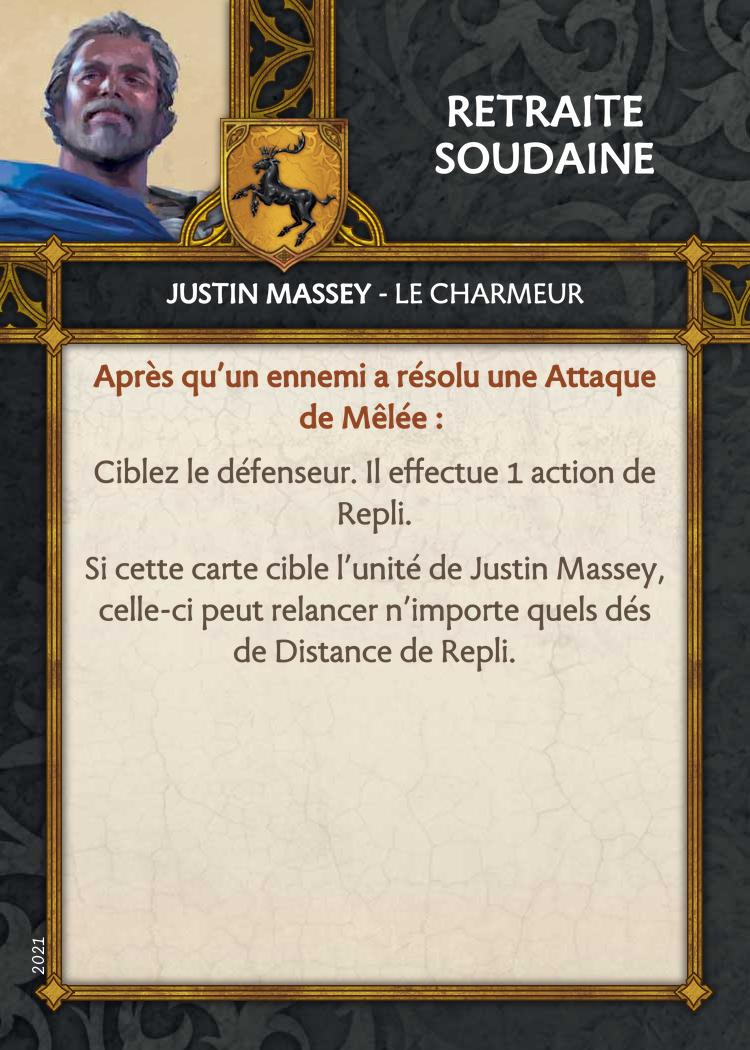 RETRAITE
SOUDAINE
JUSTIN MASSEY - LE CHARMEUR
Après qu'un ennemi a résolu une Attaque
de Mêlée :
Ciblez le défenseur. Il effectue 1 action de
Repli.
Si cette carte cible l'unité de Justin Massey,
celle-ci peut relancer n'importe quels dés
de Distance de Repli.
2021